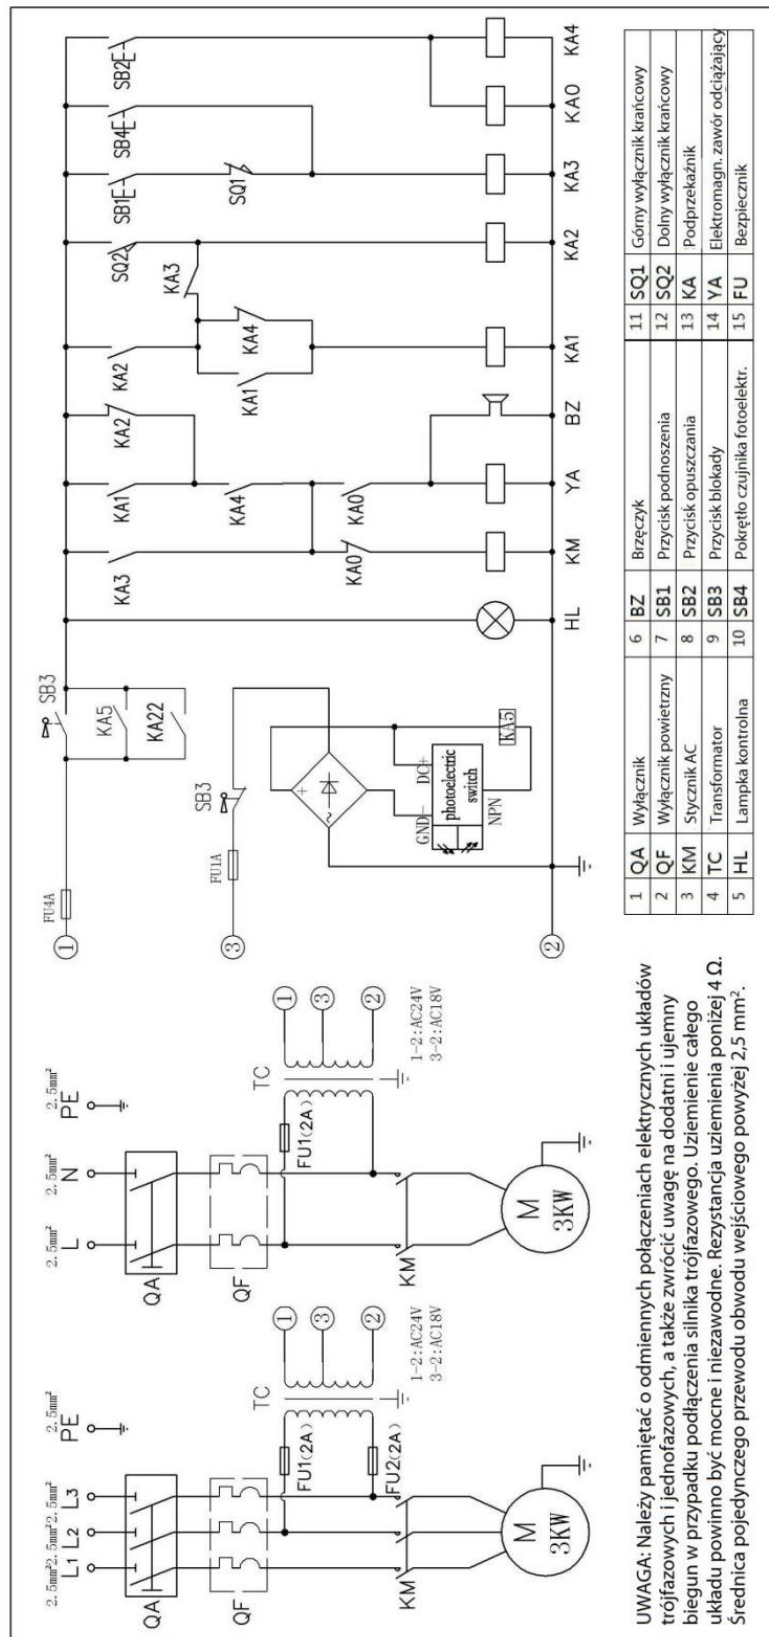 L1
L2
L3
PE
2.5mm²
2.5mm²
2.5mm²
2.5mm²
QA
QF
KM
M
3KW
FU1(2A)
FU2(2A)
TC
1
3
2
1-2:AC24V
3-2:AC18V
L
N
PE
2.5mm²
2.5mm²
2.5mm²
QA
QF
KM
M
3KW
FU1(2A)
TC
1
3
2
1-2:AC24V
3-2:AC18V
1
FU4A
SB3
KA5
KA22
3
FU1A
SB3
+
~
GND-
DC+
photoelectric
switch
NPN
KA5
2
HL
KA3
KA0
KM
KA1
KA4
KA0
YA
KA2
BZ
KA2
KA1
KA4
KA1
SQ2
KA3
KA2
SB1
SQ1
KA3
SB4
KA0
SB2
KA4
UWAGA: Należy pamiętać o odmiennych połączeniach elektrycznych układów
trójfazowych i jednofazowych, a także zwrócić uwagę na dodatni i ujemny
biegun w przypadku podłączenia silnika trójfazowego. Uziemienie całego
układu powinno być mocne i niezawodne. Rezystancja uziemienia poniżej 4 Ω.
Średnica pojedynczego przewodu obwodu wejściowego powyżej 2,5 mm².
1 QA Wyłącznik 6 BZ Brzęczyk 11 SQ1 Górny wyłącznik krańcowy
2 QF Wyłącznik powietrzny 7 SB1 Przycisk podnoszenia 12 SQ2 Dolny wyłącznik krańcowy
3 KM Stycznik AC 8 SB2 Przycisk opuszczania 13 KA Podprzekaźnik
4 TC Transformator 9 SB3 Przycisk blokady 14 YA Elektromagn. zawór odciążający
5 HL Lampka kontrolna 10 SB4 Pokrętło czujnika fotoelektr. 15 FU Bezpiecznik